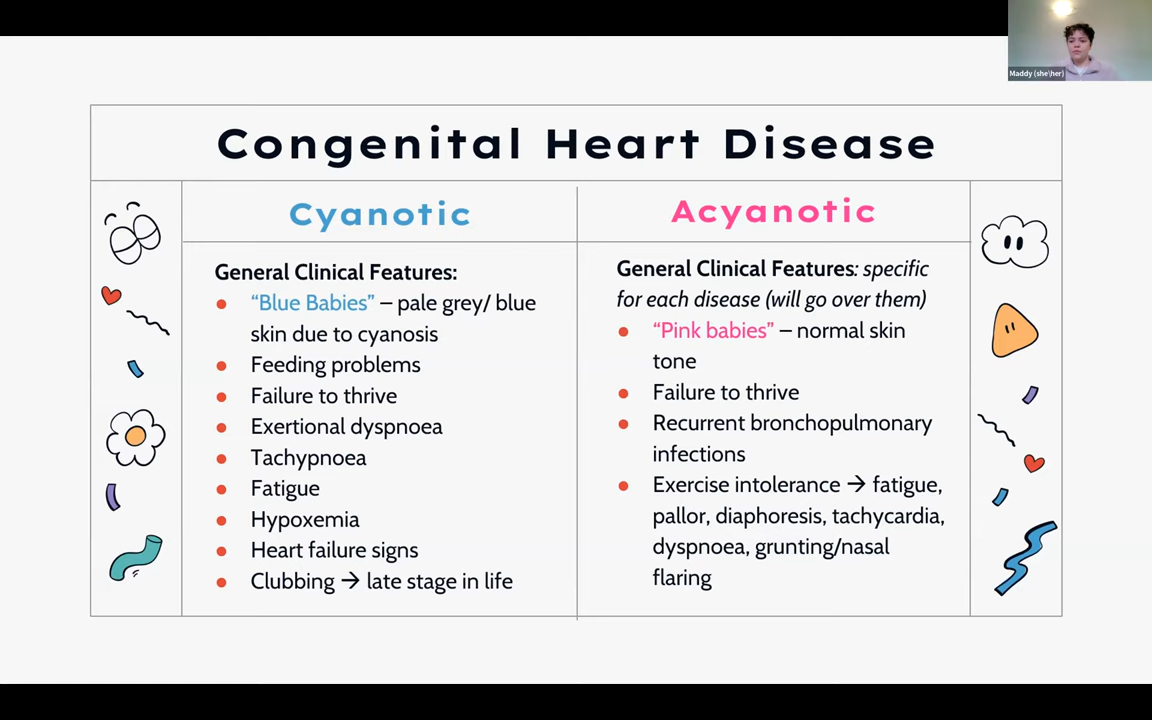 Maddy (she\her)
Congenital Heart Disease
Cyanotic
General Clinical Features:
“Blue Babies” – pale grey/ blue
skin due to cyanosis
Feeding problems
Failure to thrive
Exertional dyspnoea
Tachypnoea
Fatigue
Hypoxemia
Heart failure signs
Clubbing → late stage in life
Acyanotic
General Clinical Features: specific
for each disease (will go over them)
“Pink babies” – normal skin
tone
Failure to thrive
Recurrent bronchopulmonary
infections
Exercise intolerance → fatigue,
pallor, diaphoresis, tachycardia,
dyspnoea, grunting/nasal
flaring